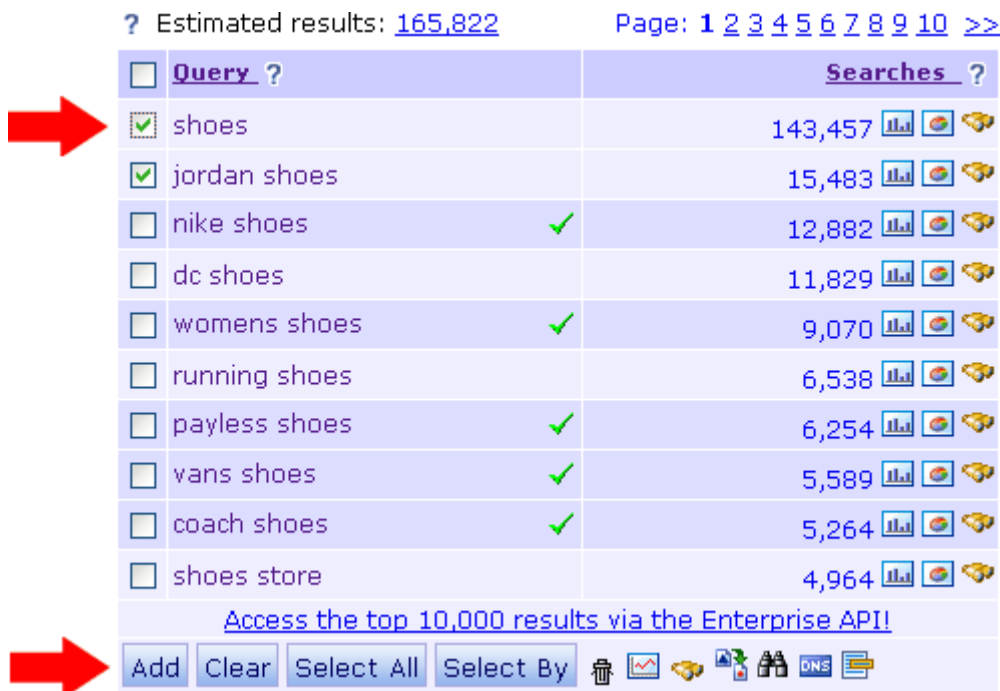 ? Estimated results: 165,822 Page: 1 2 3 4 5 6 7 8 9 10 >>
Query ? Searches ?
shoes 143,457
jordan shoes 15,483
nike shoes 12,882
dc shoes 11,829
womens shoes 9,070
running shoes 6,538
payless shoes 6,254
vans shoes 5,589
coach shoes 5,264
shoes store 4,964
Access the top 10,000 results via the Enterprise API!
Add Clear Select All Select By DNS